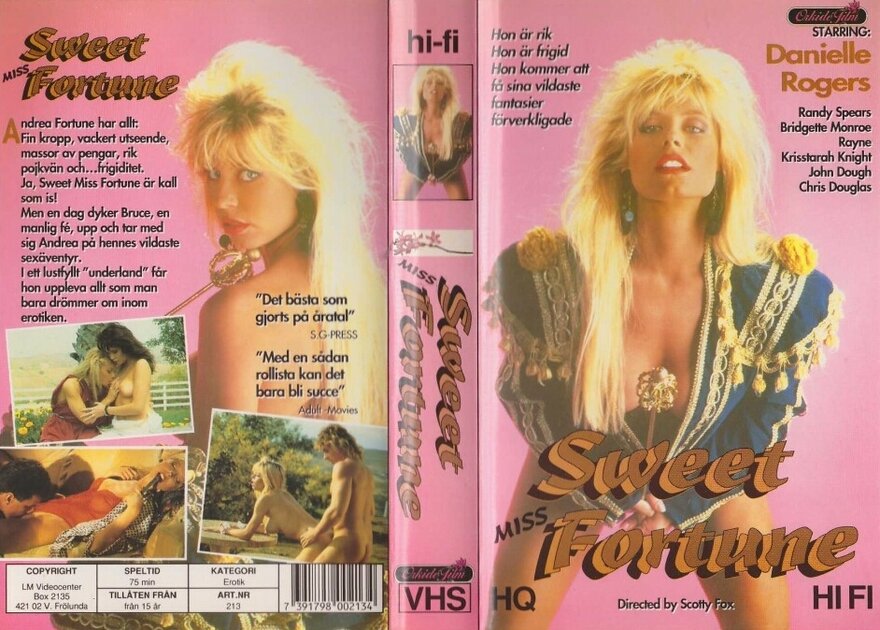 Sweet
MISS
Fortune
Andrea Fortune har allt:
Fin kropp, vackert utseende,
massor av pengar, rik
pojkvän och...frigiditet.
Ja, Sweet Miss Fortune är kall
som is!
Men en dag dyker Bruce, en
manlig fé, upp och tar med
sig Andrea på hennes vildaste
sexäventyr.
I ett lustfyllt "underland" får
hon uppleva allt som man
bara drömmer om inom
erotiken.
"Det bästa som
gjorts på åratal"
S.G-PRESS
"Med en sådan
rollista kan det
bara bli succe"
Adult-Movies
COPYRIGHT
LM Videocenter
Box 2135
421 02 V. Frölunda
SPELTID
75 min
TILLÅTEN FRÅN
från 15 år
KATEGORI
Erotik
ART.NR
213
7 391798 002134
hi-fi
MISS
Sweet
Fortune
Orkidé Film
VHS
Orkidé Film
STARRING:
Danielle
Rogers
Randy Spears
Bridgette Monroe
Rayne
Krisstarah Knight
John Dough
Chris Douglas
Hon är rik
Hon är frigid
Hon kommer att
få sina vildaste
fantasier
förverkligade
Sweet
MISS
Fortune
HQ
Directed by Scotty Fox
HI FI